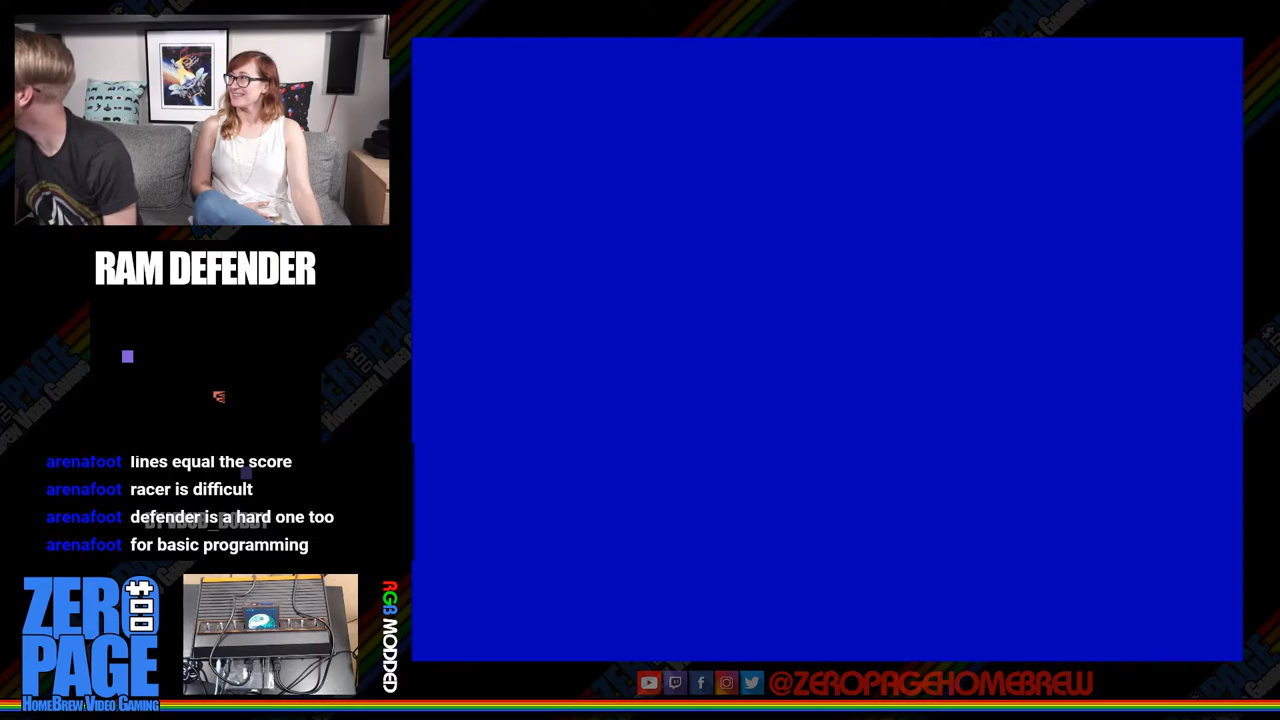 RAM DEFENDER
arenafoot lines equal the score
arenafoot racer is difficult
arenafoot defender is a hard one too
arenafoot for basic programming
ZERO
PAGE
HomeBrew Video Gaming
RGB MODDED
@ZEROPAGEHOMEBREW